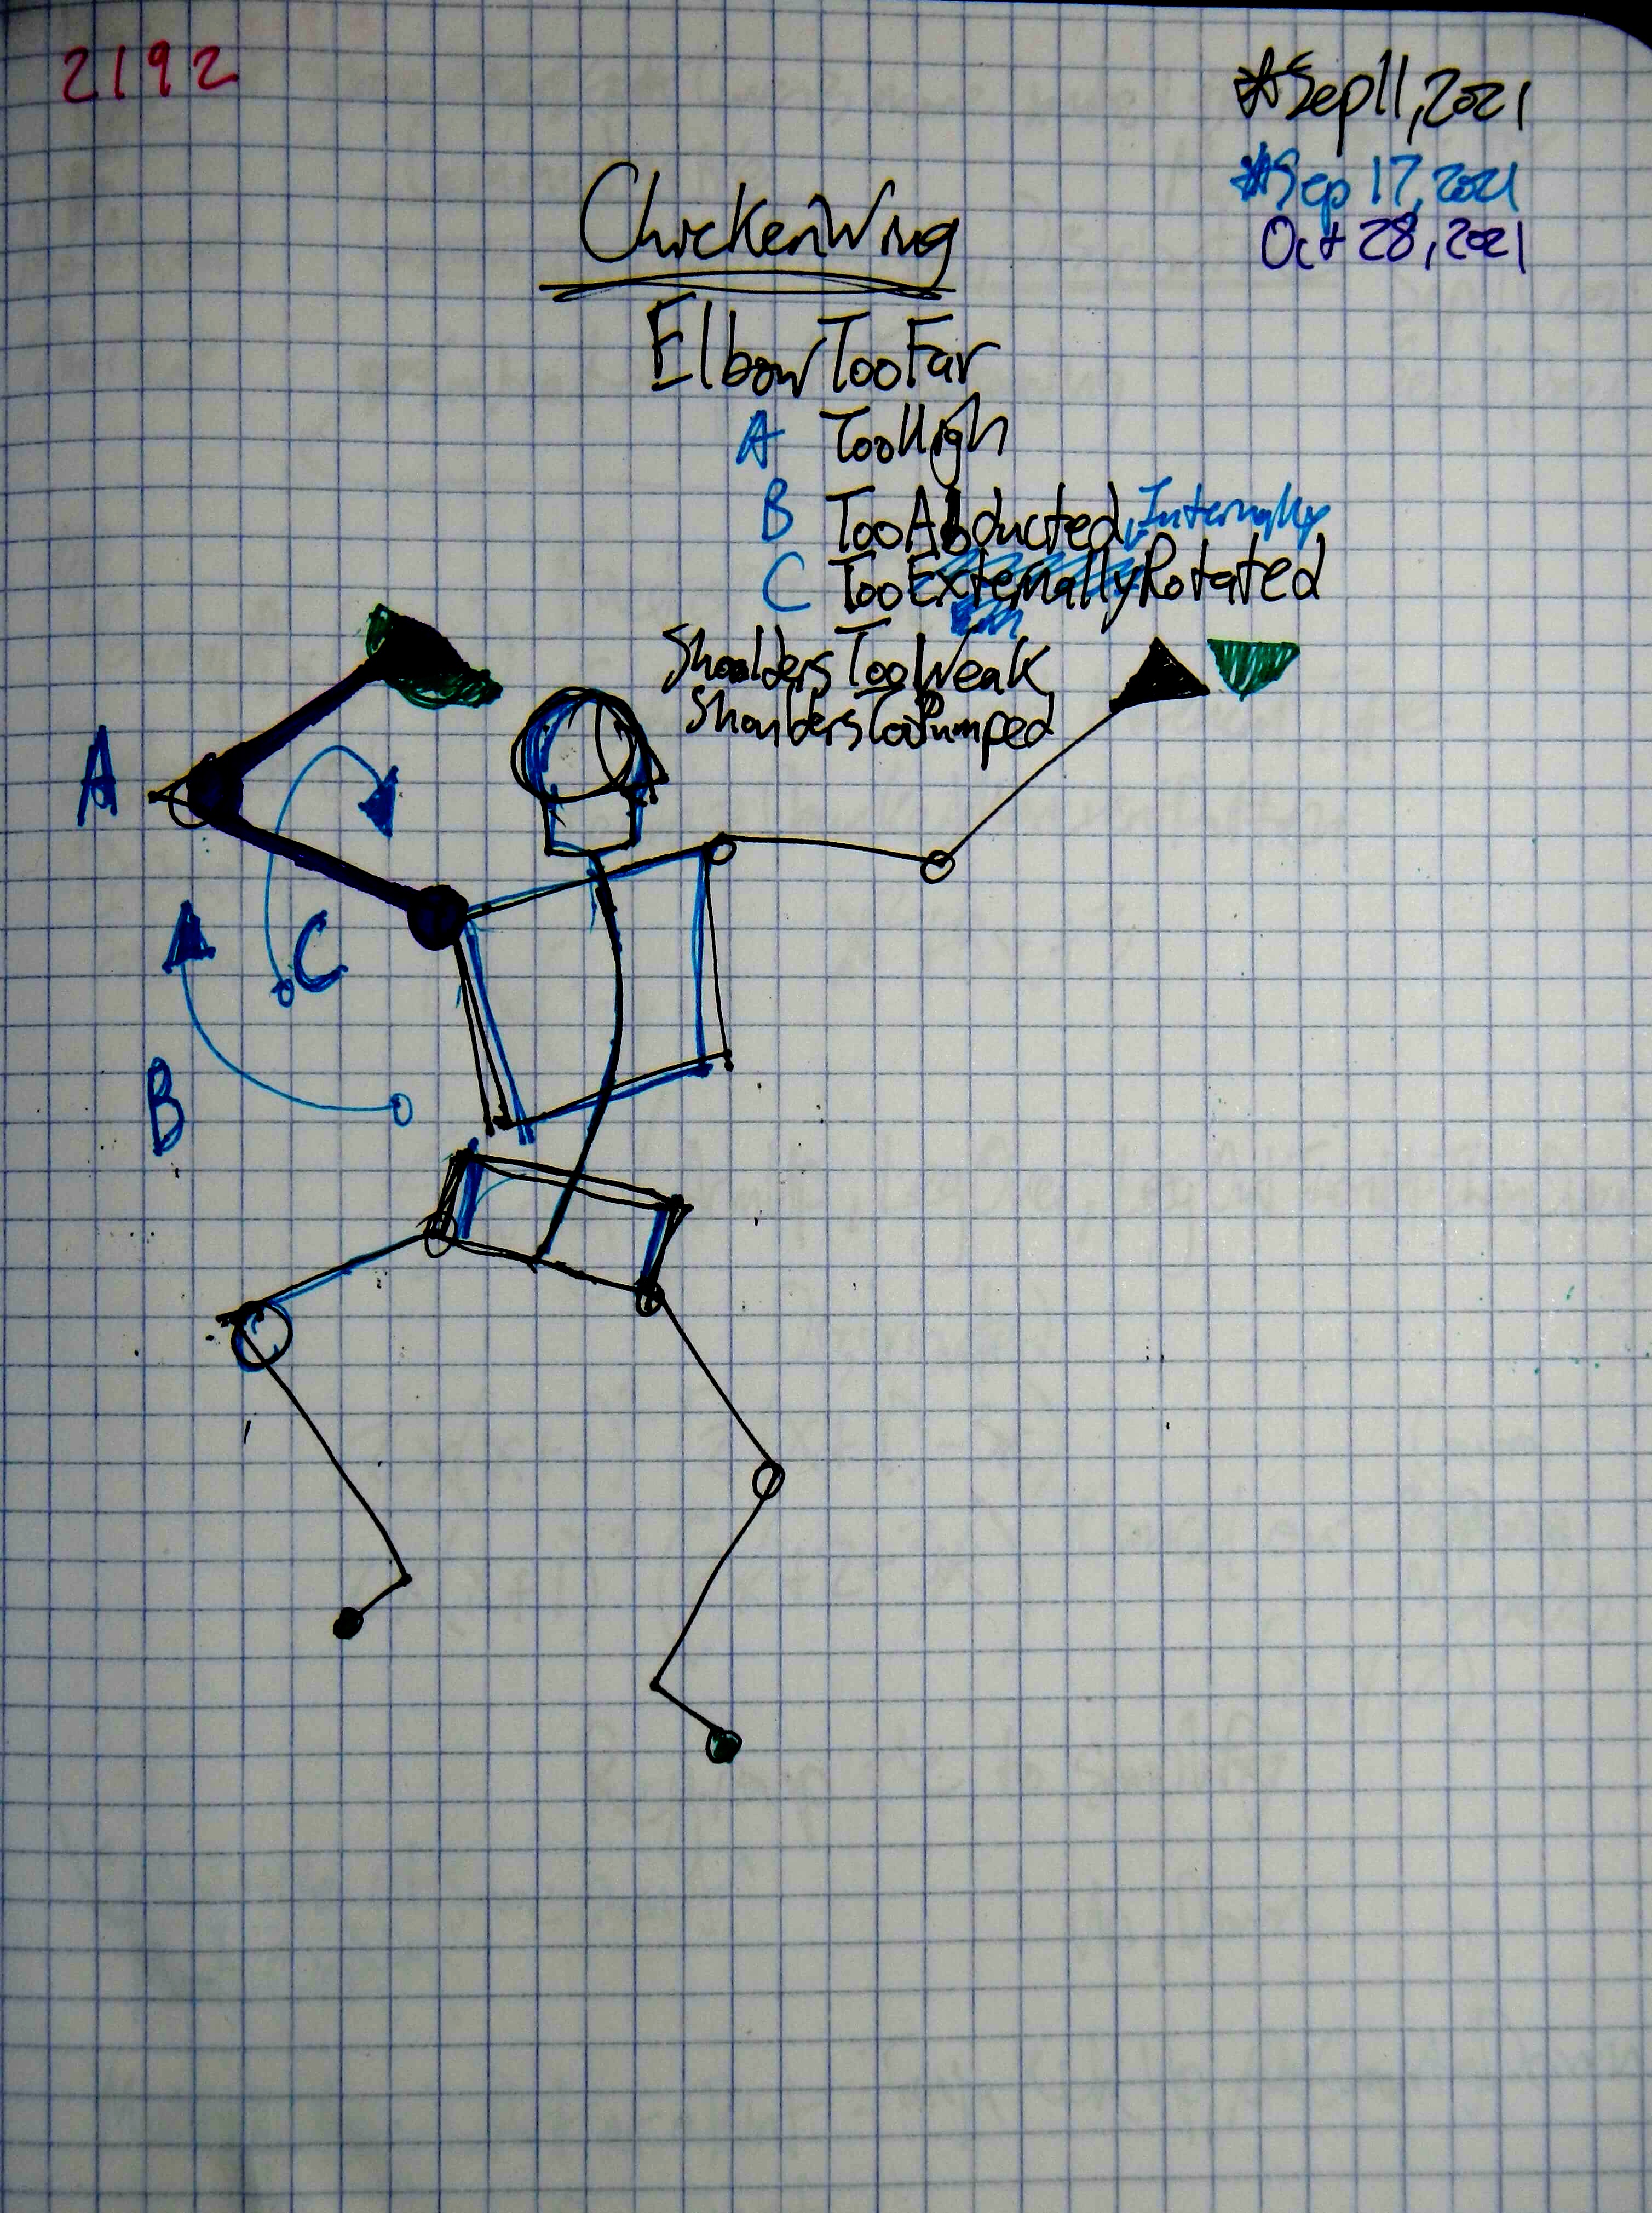 2192
#Sep11,2021
#Sep 17,2021
Oct 28,2021
ChickenWing
ElbowTooFar
A TooHigh
B TooAbducted, Internally
C TooExternallyRotated
ShouldersTooWeak
ShouldersTooPumped
A
C
B